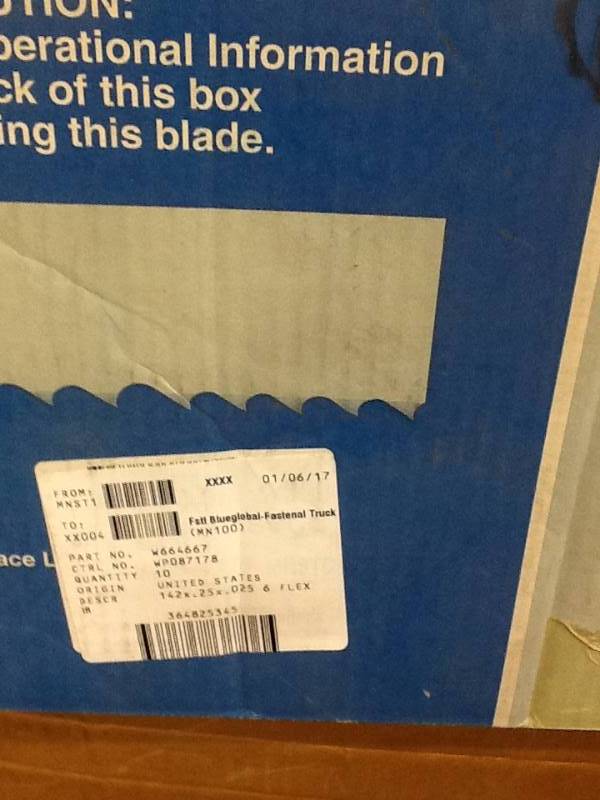 TION:
perational Information
ck of this box
ing this blade.
XXXX 01/06/17
FROM:
MNST1
TO:
XX004
Fstl Blueglobal-Fastenal Truck
(MN100)
ace L
PART NO. W664667
CTRL NO. WP087178
QUANTITY 10
ORIGIN UNITED STATES
DESCR 142x.25x.025 6 FLEX
364825345